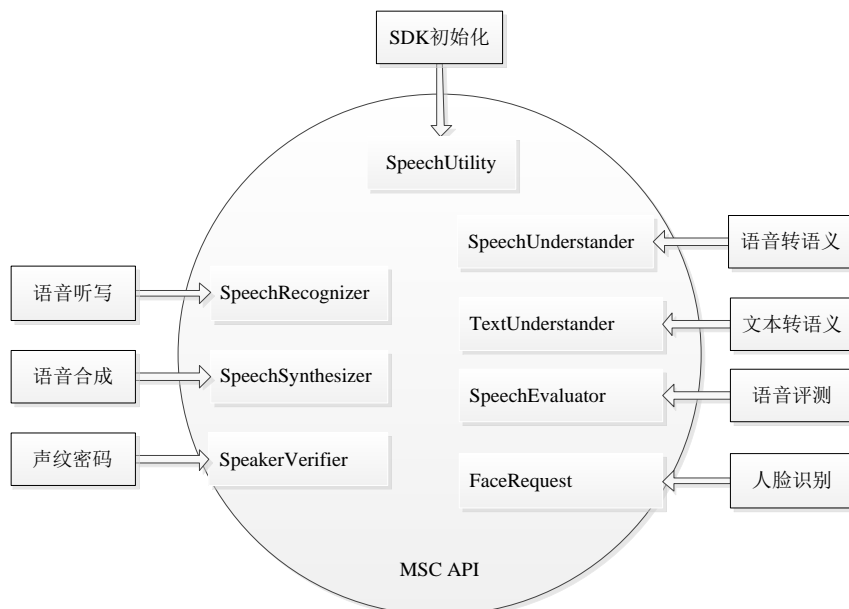 SDK初始化
SpeechUtility
SpeechUnderstander
语音转语义
语音听写
SpeechRecognizer
TextUnderstander
文本转语义
语音合成
SpeechSynthesizer
SpeechEvaluator
语音评测
声纹密码
SpeakerVerifier
FaceRequest
人脸识别
MSC API